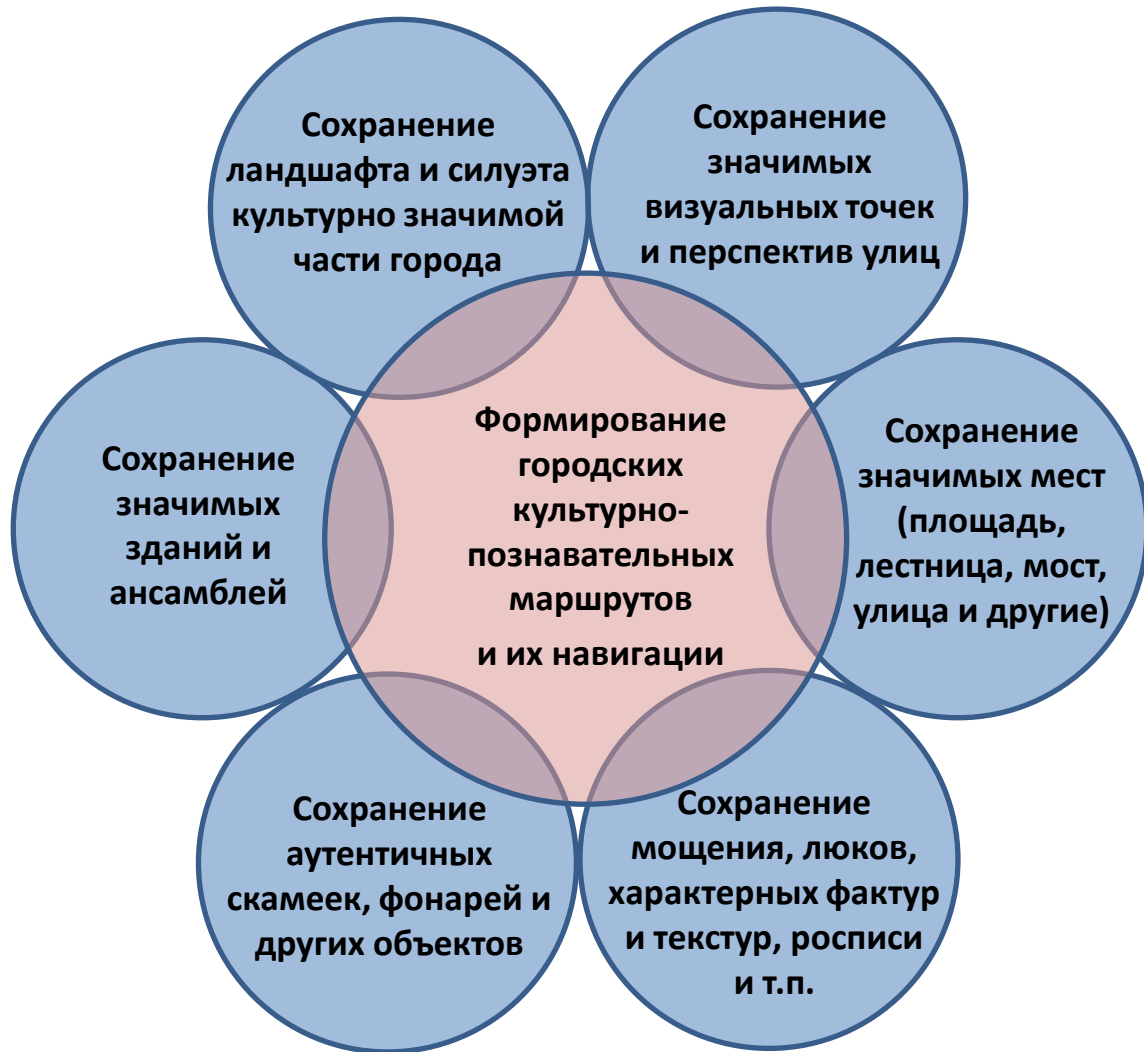 Сохранение
ландшафта и силуэта
культурно значимой
части города
Сохранение
значимых
визуальных точек
и перспектив улиц
Сохранение
значимых
зданий и
ансамблей
Формирование
городских
культурно-
познавательных
маршрутов
и их навигации
Сохранение
значимых мест
(площадь,
лестница, мост,
улица и другие)
Сохранение
аутентичных
скамеек, фонарей и
других объектов
Сохранение
мощения, люков,
характерных фактур
и текстур, росписи
и т.п.